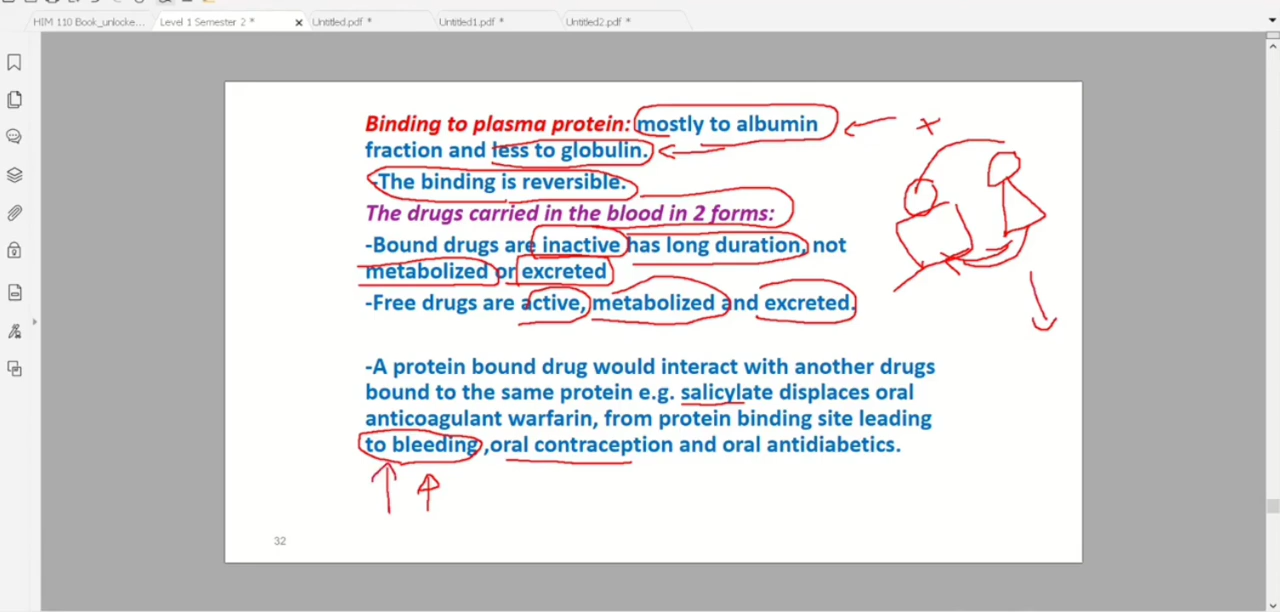 HIM 110 Book_unlocke...
Level 1 Semester 2 *
Untitled.pdf *
Untitled1.pdf *
Untitled2.pdf *
Binding to plasma protein: mostly to albumin
fraction and less to globulin.
-The binding is reversible.
The drugs carried in the blood in 2 forms:
-Bound drugs are inactive has long duration, not
metabolized or excreted
-Free drugs are active, metabolized and excreted.
-A protein bound drug would interact with another drugs
bound to the same protein e.g. salicylate displaces oral
anticoagulant warfarin, from protein binding site leading
to bleeding ,oral contraception and oral antidiabetics.
32